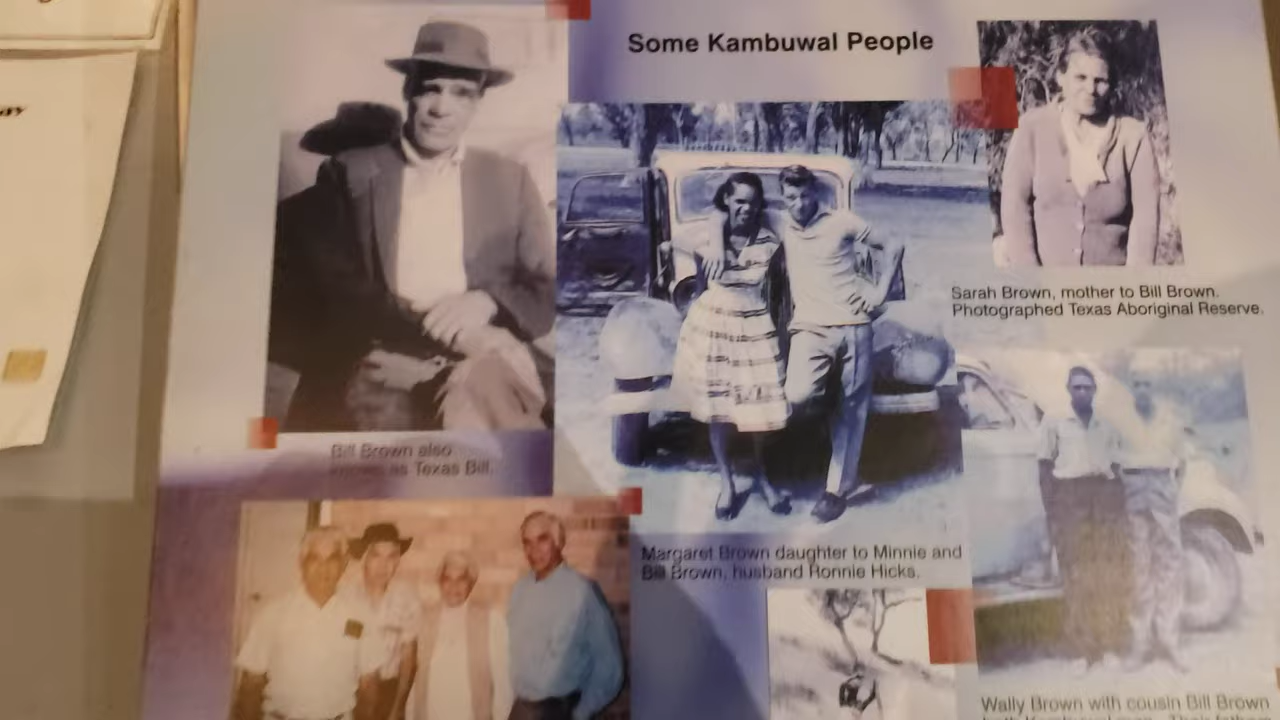 Some Kambuwal People
Sarah Brown, mother to Bill Brown.
Photographed Texas Aboriginal Reserve.
Bill Brown also
known as Texas Bill.
Margaret Brown daughter to Minnie and
Bill Brown, husband Ronnie Hicks.
Wally Brown with cousin Bill Brown